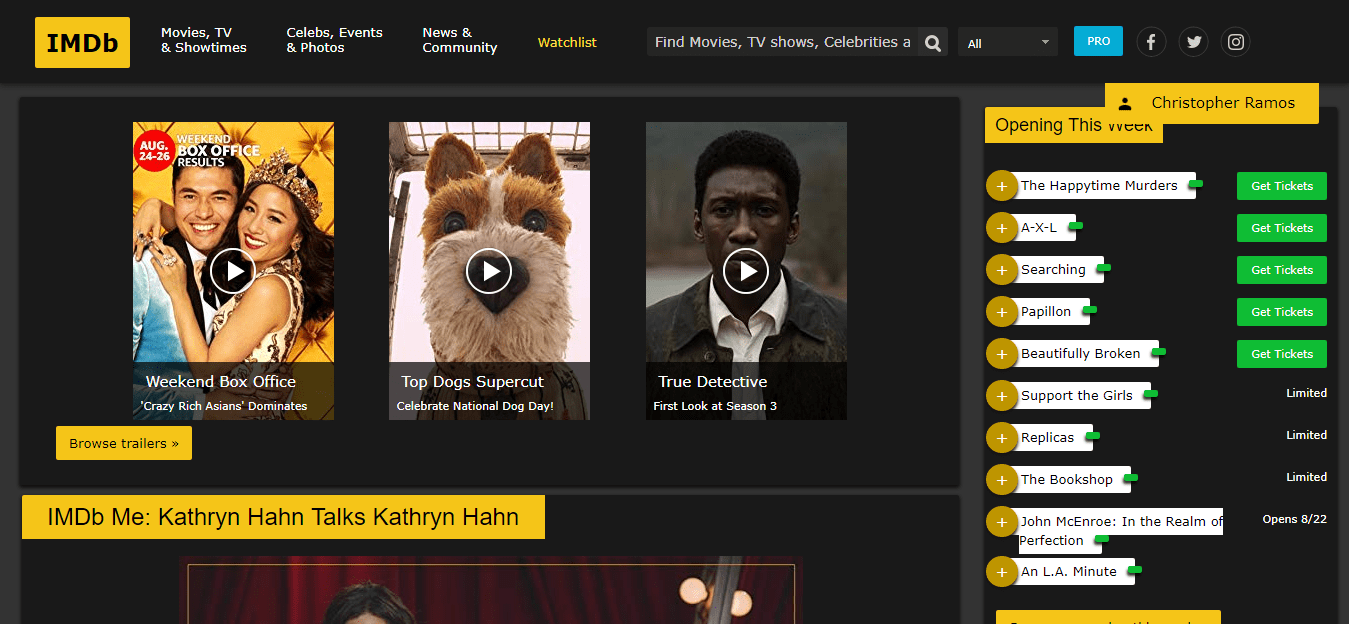 IMDb
Movies, TV
& Showtimes
Celebs, Events
& Photos
News &
Community
Watchlist
Find Movies, TV shows, Celebrities a
All
PRO
Christopher Ramos
AUG.
24-26
WEEKEND
BOX OFFICE
RESULTS
Weekend Box Office
'Crazy Rich Asians' Dominates
Top Dogs Supercut
Celebrate National Dog Day!
True Detective
First Look at Season 3
Browse trailers »
IMDb Me: Kathryn Hahn Talks Kathryn Hahn
Opening This Week
The Happytime Murders
Get Tickets
A-X-L
Get Tickets
Searching
Get Tickets
Papillon
Get Tickets
Beautifully Broken
Get Tickets
Support the Girls
Limited
Replicas
Limited
The Bookshop
Limited
John McEnroe: In the Realm of
Perfection
Opens 8/22
An L.A. Minute